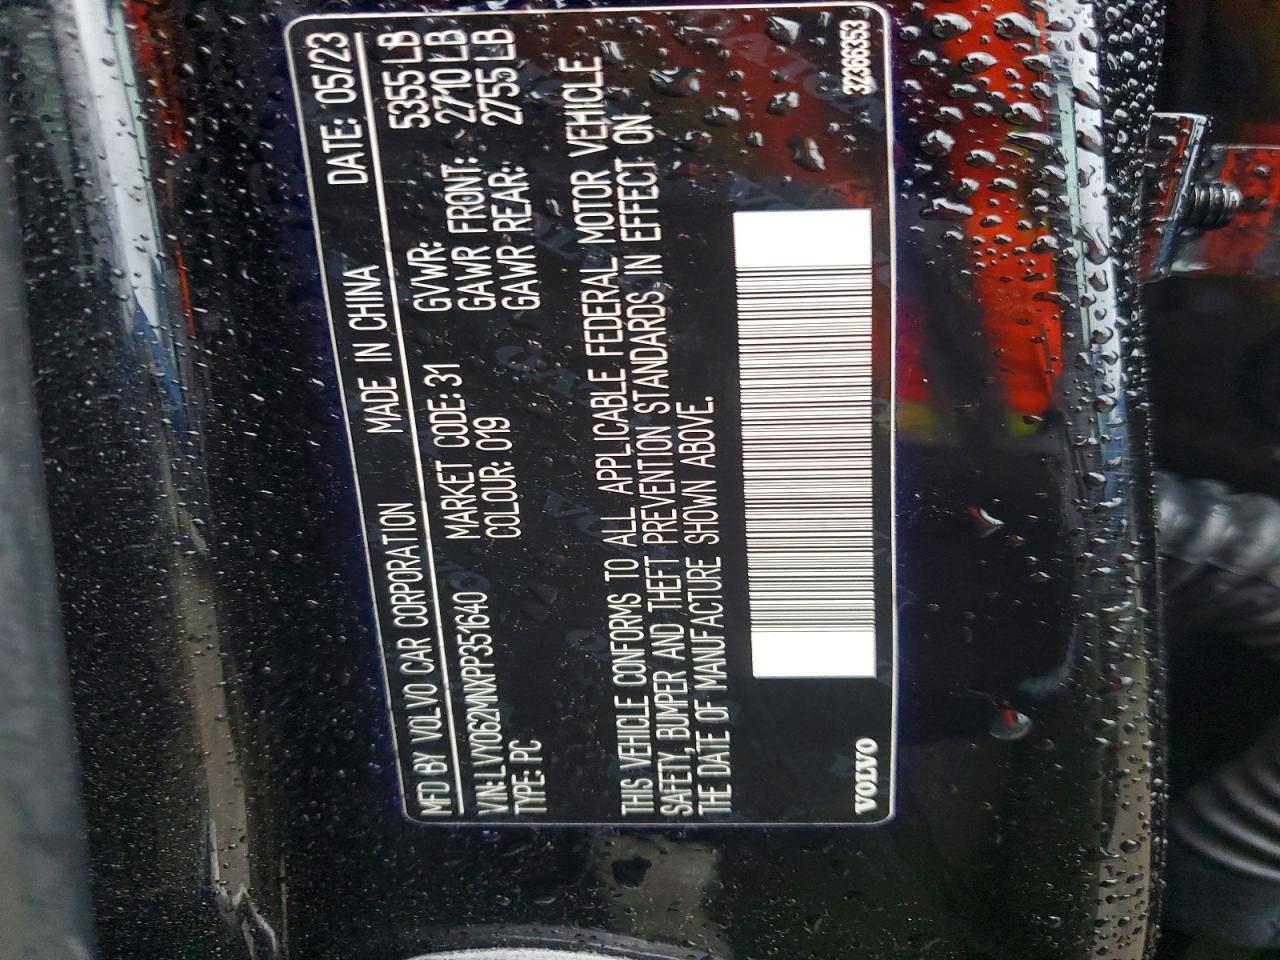 MFD BY VOLVO CAR CORPORATION MADE IN CHINA DATE: 05/23
VIN: LVY062MNXPP351640 MARKET CODE: 31 GVWR: 5355 LB
TYPE: PC COLOUR: 019 GAWR FRONT: 2710 LB
GAWR REAR: 2755 LB
THIS VEHICLE CONFORMS TO ALL APPLICABLE FEDERAL MOTOR VEHICLE
SAFETY, BUMPER AND THEFT PREVENTION STANDARDS IN EFFECT ON
THE DATE OF MANUFACTURE SHOWN ABOVE.
VOLVO 32366353